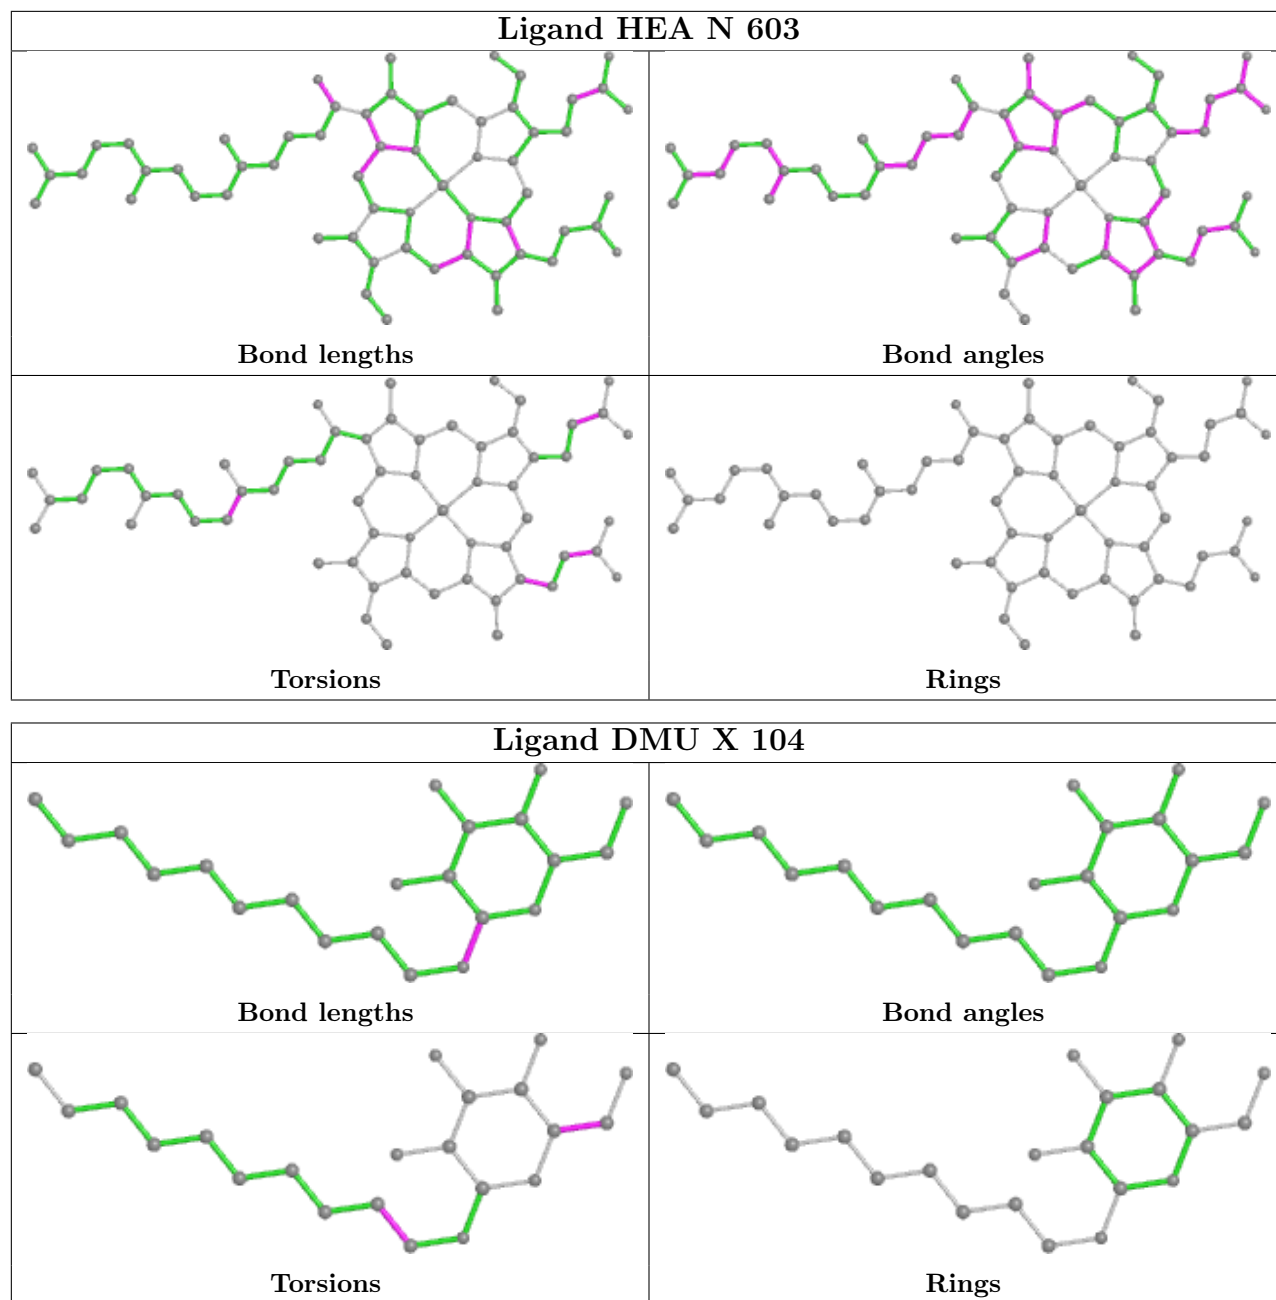 Ligand HEA N 603
Bond lengths
Bond angles
Torsions
Rings
Ligand DMU X 104
Bond lengths
Bond angles
Torsions
Rings